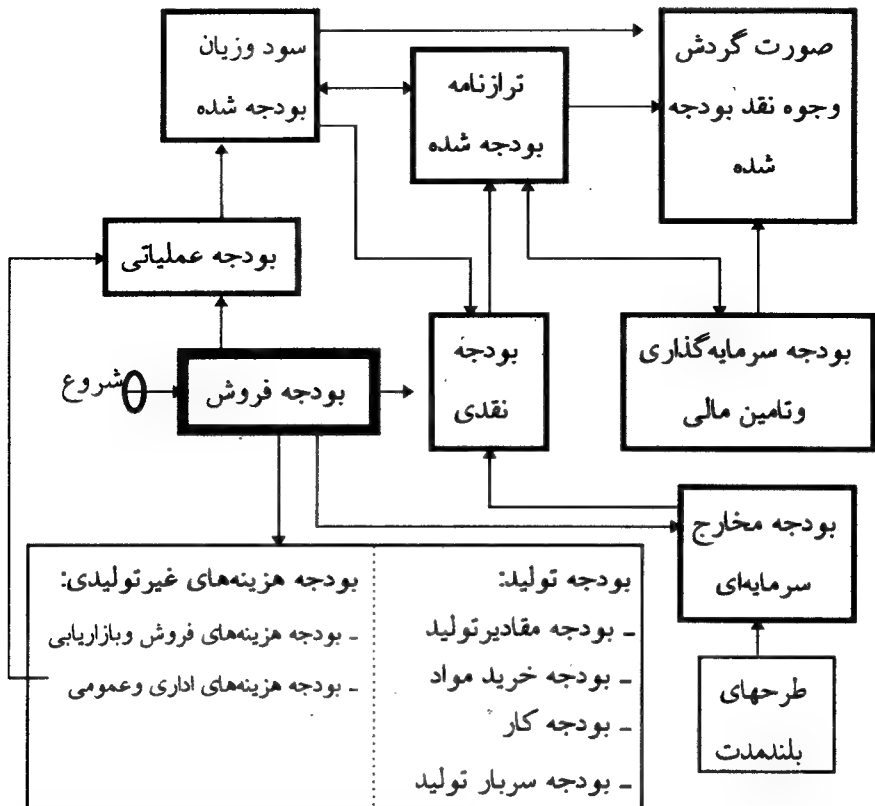 صورت گردش
وجوه نقد بودجه
شده
ترازنامه
بودجه شده
سود وزیان
بودجه شده
بودجه عملیاتی
بودجه سرمایه‌گذاری
وتامین مالی
بودجه
نقدی
بودجه فروش
شروع
بودجه مخارج
سرمایه‌ای
طرحهای
بلندمدت
بودجه تولید:
ـ بودجه مقادیرتولید
ـ بودجه خرید مواد
ـ بودجه کار
ـ بودجه سربار تولید
بودجه هزینه‌های غیرتولیدی:
ـ بودجه هزینه‌های فروش وبازاریابی
ـ بودجه هزینه‌های اداری وعمومی